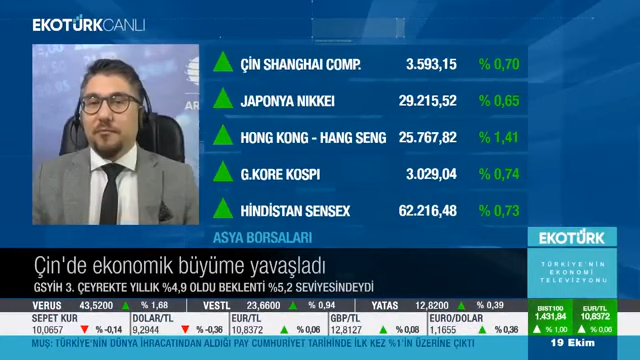 EKOTÜRK CANLI
AR
ÇİN SHANGHAI COMP. 3.593,15 % 0,70
JAPONYA NIKKEI 29.215,52 % 0,65
HONG KONG - HANG SENG 25.767,82 % 1,41
G.KORE KOSPI 3.029,04 % 0,74
HİNDİSTAN SENSEX 62.216,48 % 0,73
ASYA BORSALARI
EKOTÜRK
TÜRKİYE'NİN
EKONOMİ
TELEVİZYONU
Çin'de ekonomik büyüme yavaşladı
GSYİH 3. ÇEYREKTE YILLIK %4,9 OLDU BEKLENTİ %5,2 SEVİYESİNDEYDİ
VERUS 43,5200 % 1,68 VESTL 23,6600 % 0,94 YATAS 12,8200 % 0,39
SEPET KUR DOLAR/TL EUR/TL GBP/TL EURO/DOLAR
10,0657 % -0,14 9,2944 % -0,36 10,8372 % 0,06 12,8127 % 0,08 1,1655 % 0,36
BIST100 EUR/TL
1.431,84 10,8372
% 1,00 % 0,06
MUŞ: TÜRKİYE'NİN DÜNYA İHRACATINDAN ALDIĞI PAY CUMHURİYET TARİHİNDE İLK KEZ %1'İN ÜZERİNE ÇIKTI
19 Ekim